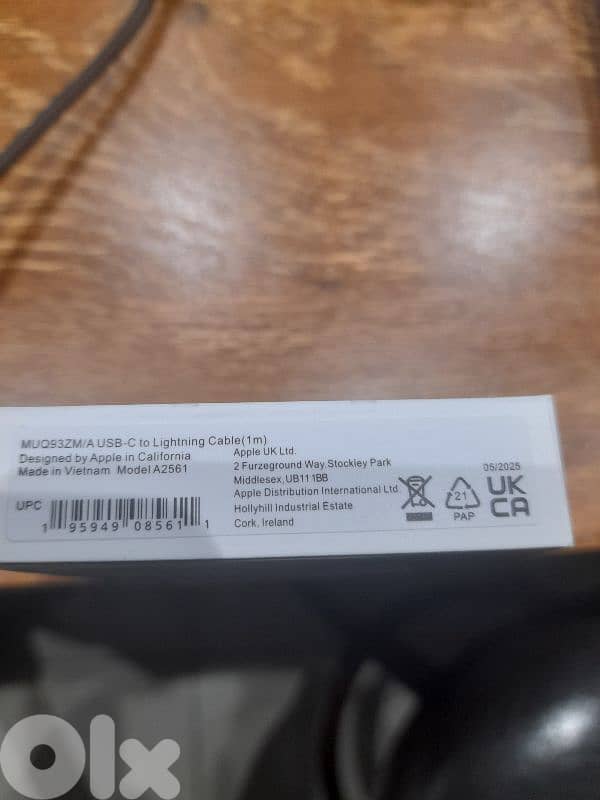 MUQ93ZM/A USB-C to Lightning Cable(1m)
Designed by Apple in California
Made in Vietnam Model A2561
UPC
1 95949 08561 1
Apple UK Ltd.
2 Furzeground Way,Stockley Park
Middlesex,UB11 1BB
Apple Distribution International Ltd.
Hollyhill Industrial Estate
Cork, Ireland
21
PAP
05/2025
UK
CA
olx